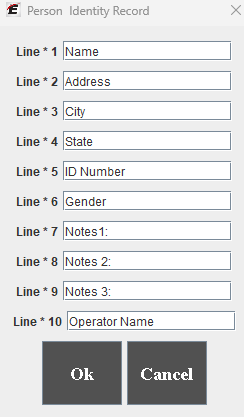 Person Identity Record
Line * 1 Name
Line * 2 Address
Line * 3 City
Line * 4 State
Line * 5 ID Number
Line * 6 Gender
Line * 7 Notes1:
Line * 8 Notes 2:
Line * 9 Notes 3:
Line * 10 Operator Name
Ok Cancel